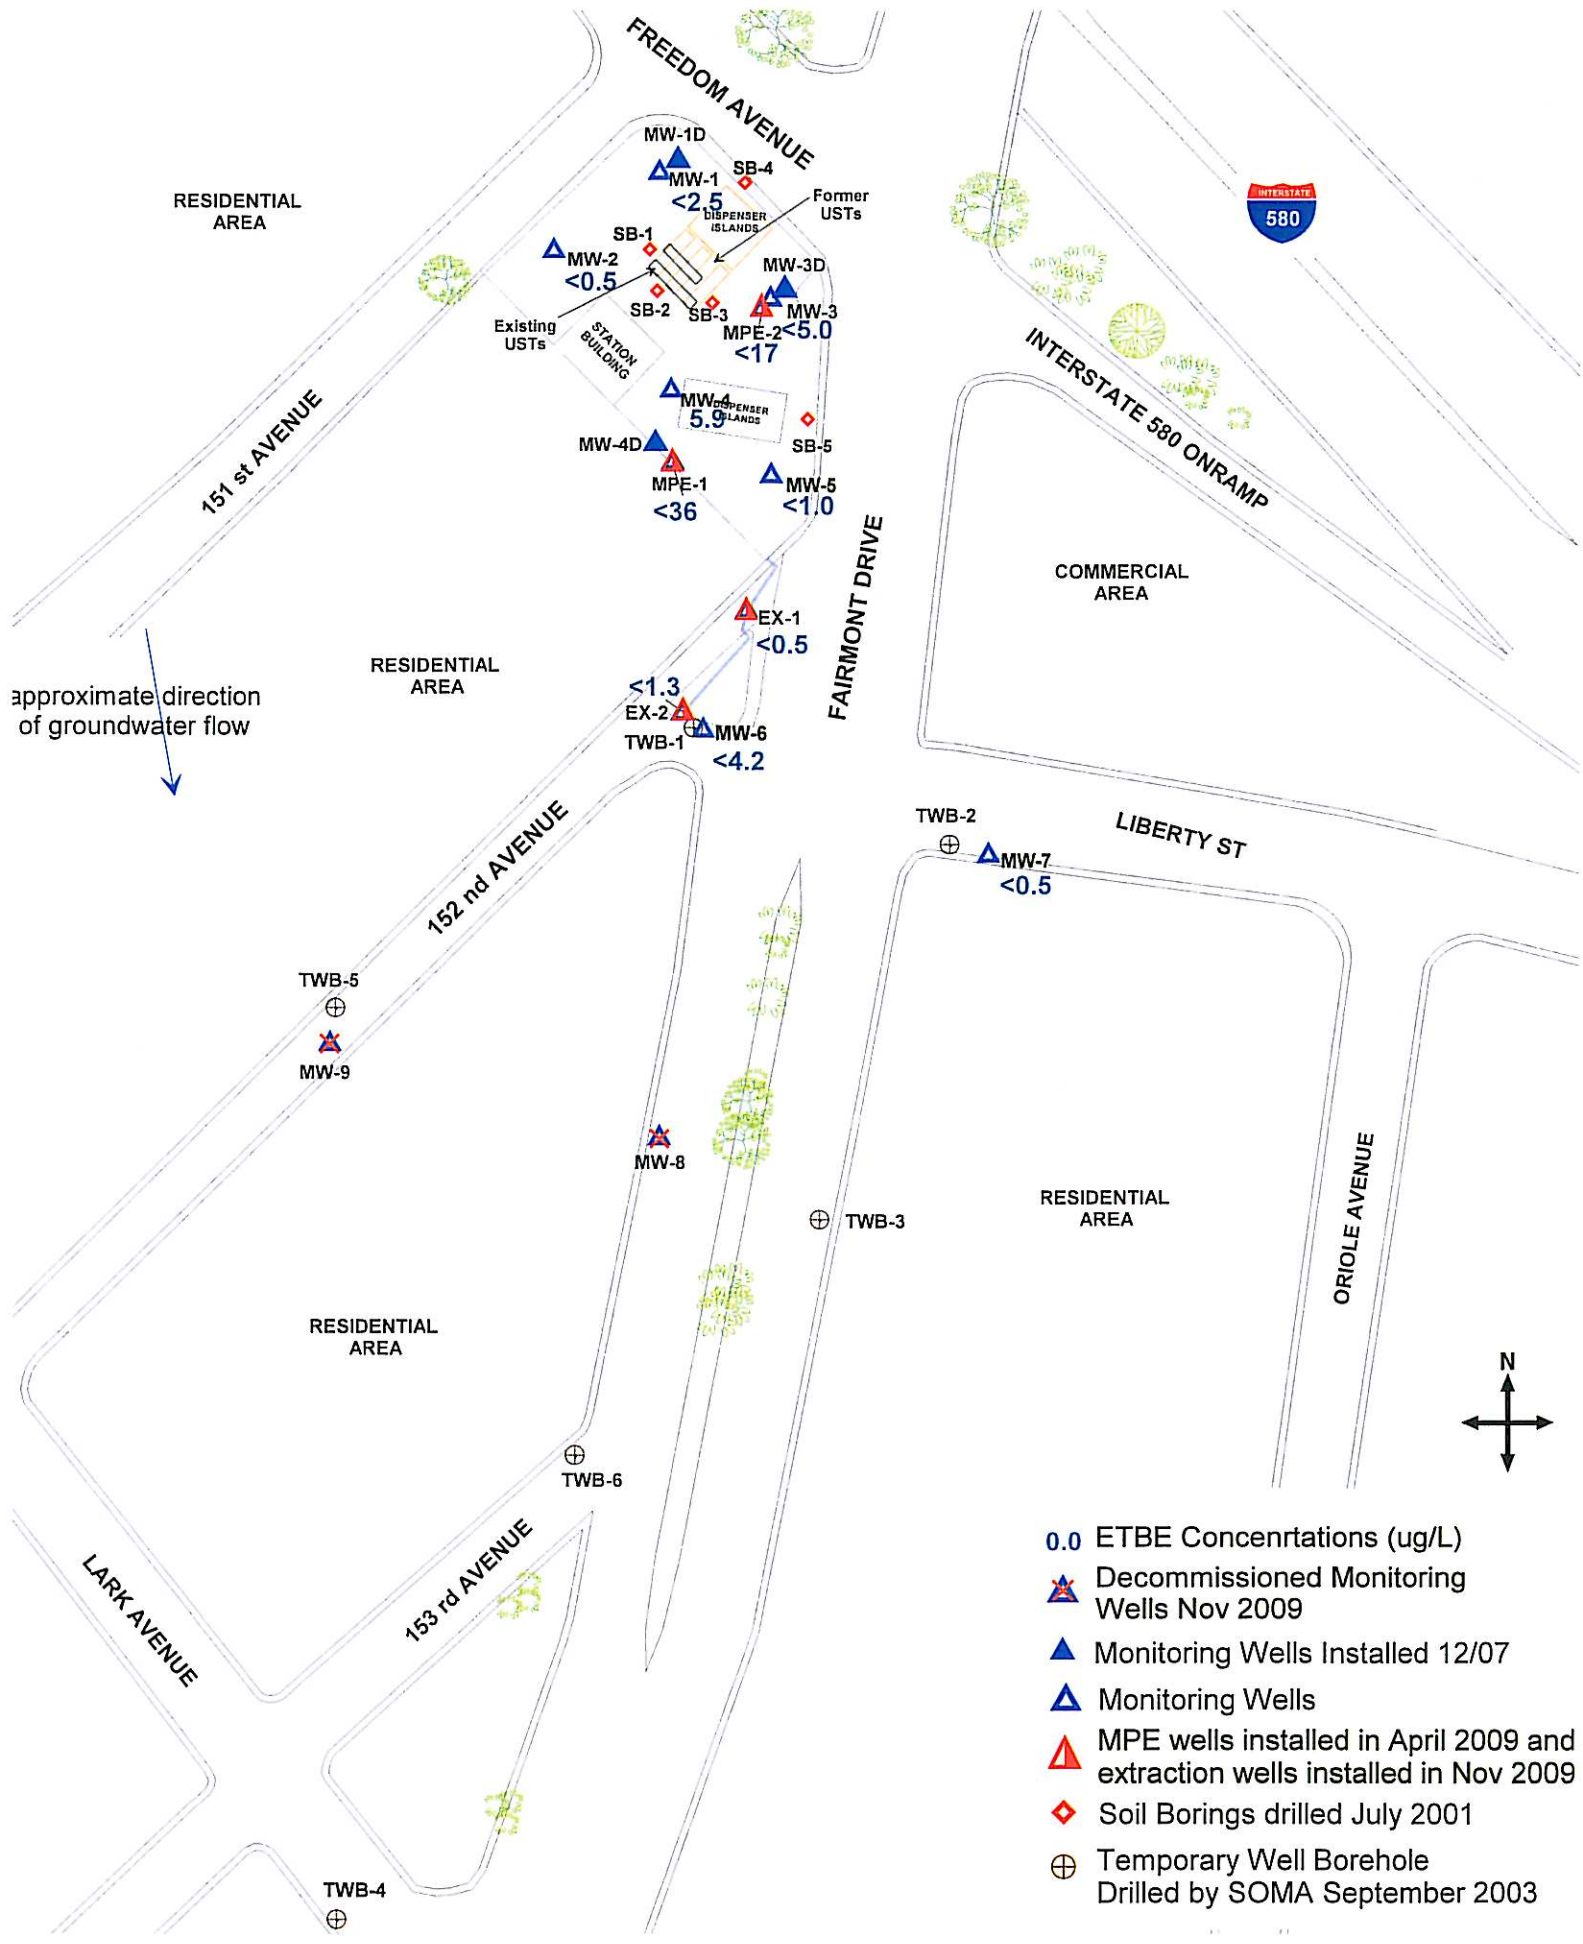 FREEDOM AVENUE
MW-1D
MW-1
<2.5
SB-4
DISPENSER
ISLANDS
Former
USTs
RESIDENTIAL
AREA
INTERSTATE
580
SB-1
MW-2
<0.5
SB-2
SB-3
MW-3D
MW-3
<5.0
MPE-2
<17
Existing
USTs
STATION
BUILDING
INTERSTATE 580 ONRAMP
MW-4
5.9
DISPENSER
ISLANDS
SB-5
MW-4D
MPE-1
<36
MW-5
<1.0
151 st AVENUE
FAIRMONT DRIVE
COMMERCIAL
AREA
EX-1
<0.5
RESIDENTIAL
AREA
approximate direction
of groundwater flow
<1.3
EX-2
TWB-1
MW-6
<4.2
152 nd AVENUE
TWB-2
MW-7
<0.5
LIBERTY ST
TWB-5
MW-9
MW-8
TWB-3
RESIDENTIAL
AREA
ORIOLE AVENUE
RESIDENTIAL
AREA
N
TWB-6
LARK AVENUE
153 rd AVENUE
TWB-4
0.0 ETBE Concenrtations (ug/L)
Decommissioned Monitoring
Wells Nov 2009
Monitoring Wells Installed 12/07
Monitoring Wells
MPE wells installed in April 2009 and
extraction wells installed in Nov 2009
Soil Borings drilled July 2001
Temporary Well Borehole
Drilled by SOMA September 2003